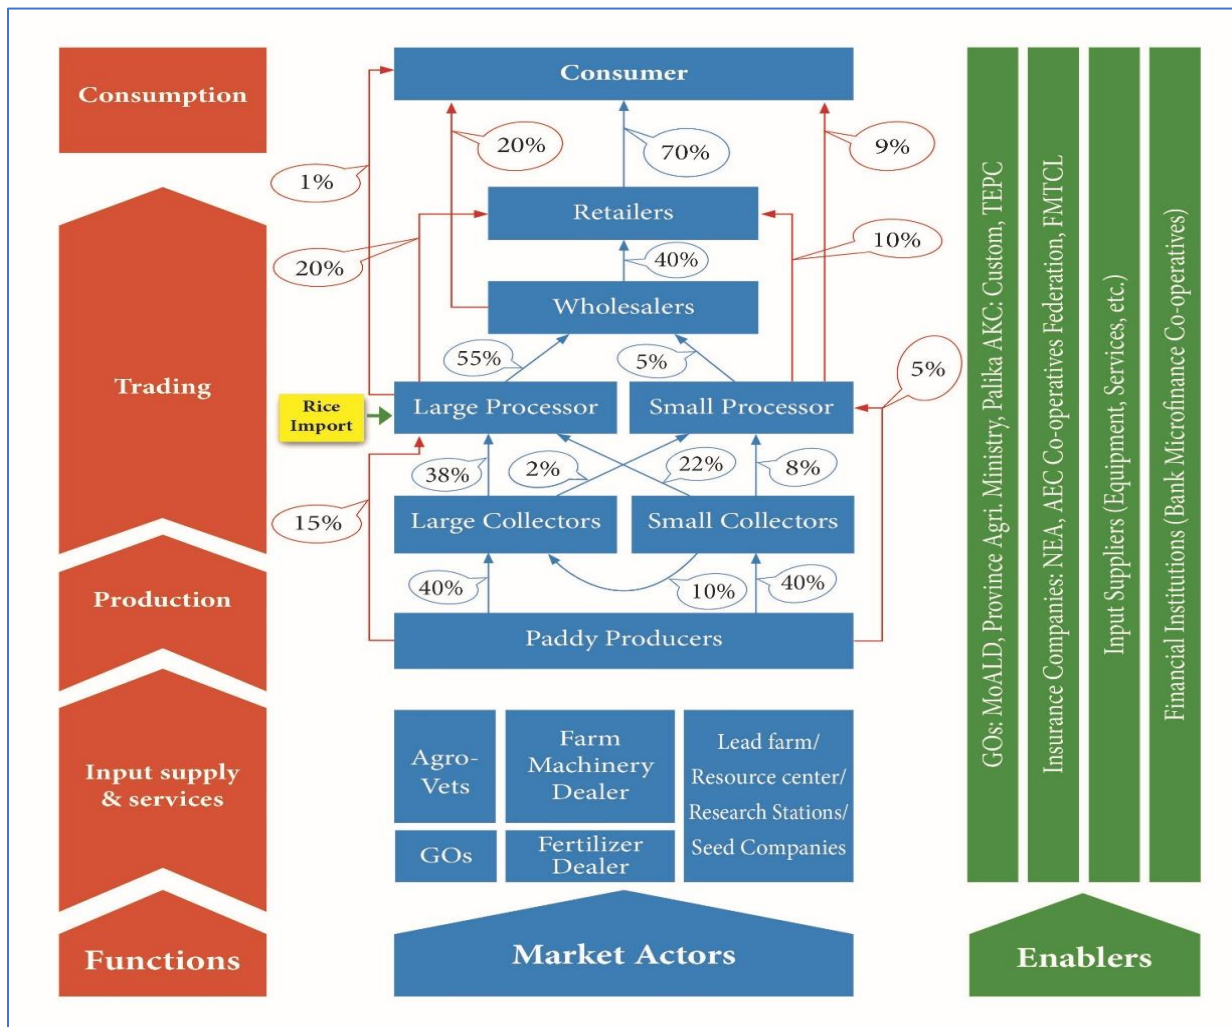 Consumption
Consumer
20%
70%
9%
1%
Retailers
20%
10%
40%
Wholesalers
55%
5%
5%
Trading
Rice
Import
Large Processor
Small Processor
38%
2%
22%
8%
15%
Large Collectors
Small Collectors
Production
40%
10%
40%
Paddy Producers
Input supply
& services
Agro-
Vets
Farm
Machinery
Dealer
Lead farm/
Resource center/
Research Stations/
Seed Companies
GOs
Fertilizer
Dealer
Functions
Market Actors
GOs: MoALD, Province Agri. Ministry, Palika AKC: Custom, TEPC
Insurance Companies: NEA, AEC Co-operatives Federation, FMTCL
Input Suppliers (Equipment, Services, etc.)
Financial Institutions (Bank Microfinance Co-operatives)
Enablers